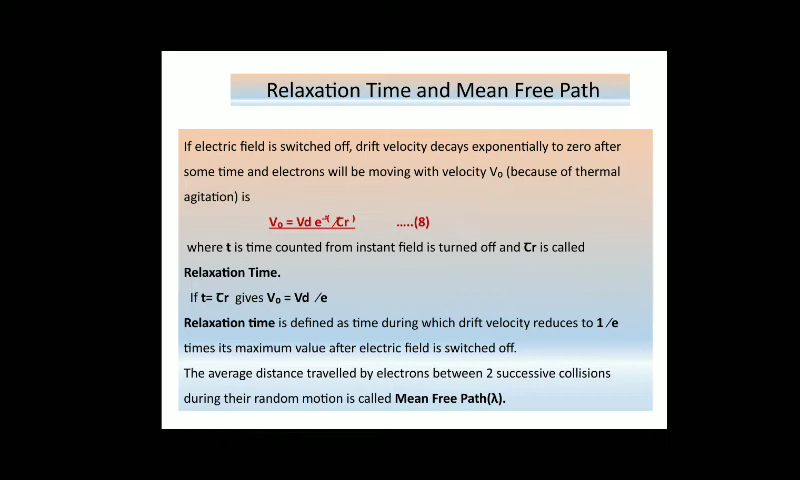 Relaxation Time and Mean Free Path
If electric field is switched off, drift velocity decays exponentially to zero after
some time and electrons will be moving with velocity V₀ (because of thermal
agitation) is
V₀ = Vd e⁻⁽ᵗ ∕ Ʈr ⁾ .....(8)
where t is time counted from instant field is turned off and Ʈr is called
Relaxation Time.
If t= Ʈr gives V₀ = Vd ∕e
Relaxation time is defined as time during which drift velocity reduces to 1 ∕e
times its maximum value after electric field is switched off.
The average distance travelled by electrons between 2 successive collisions
during their random motion is called Mean Free Path(λ).